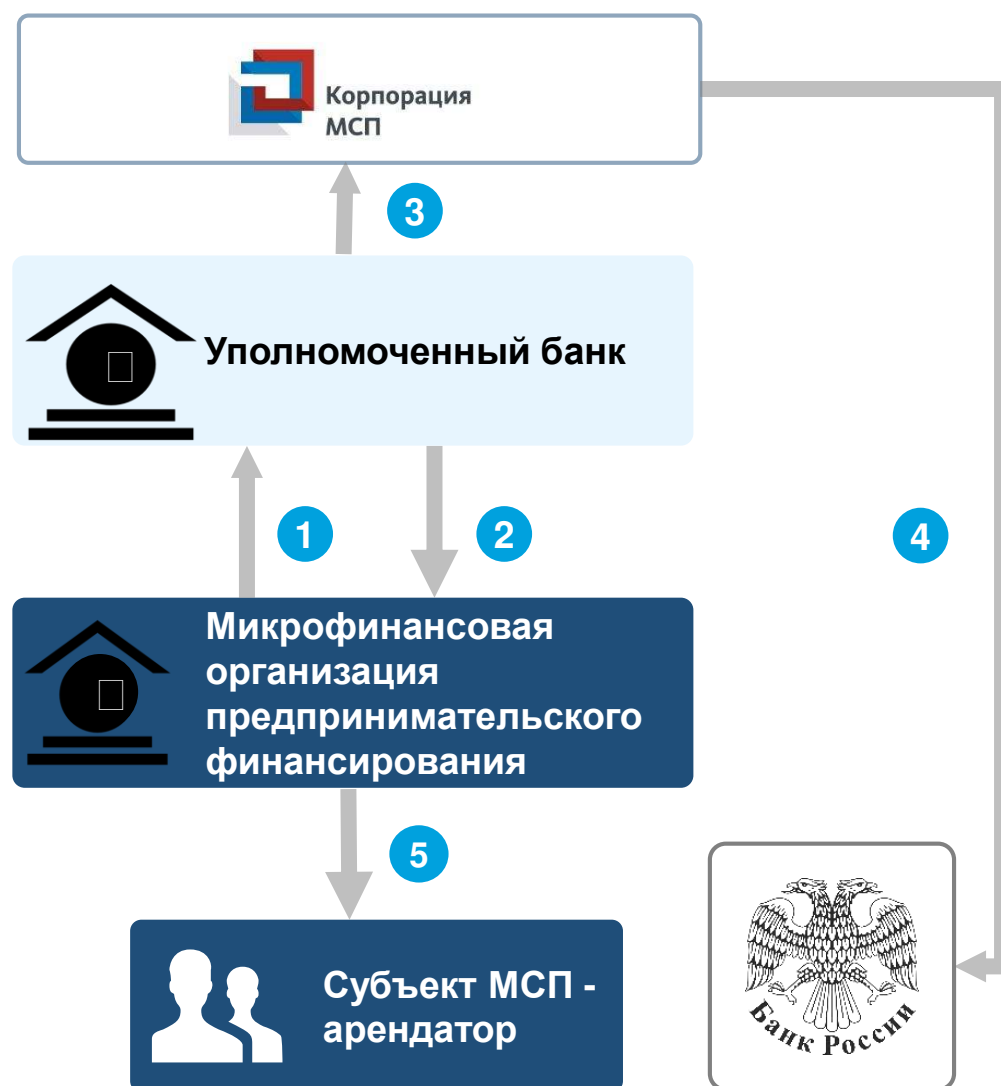 Корпорация
МСП
3
Уполномоченный банк
1
2
4
Микрофинансовая
организация
предпринимательского
финансирования
5
Субъект МСП -
арендатор
Банк России